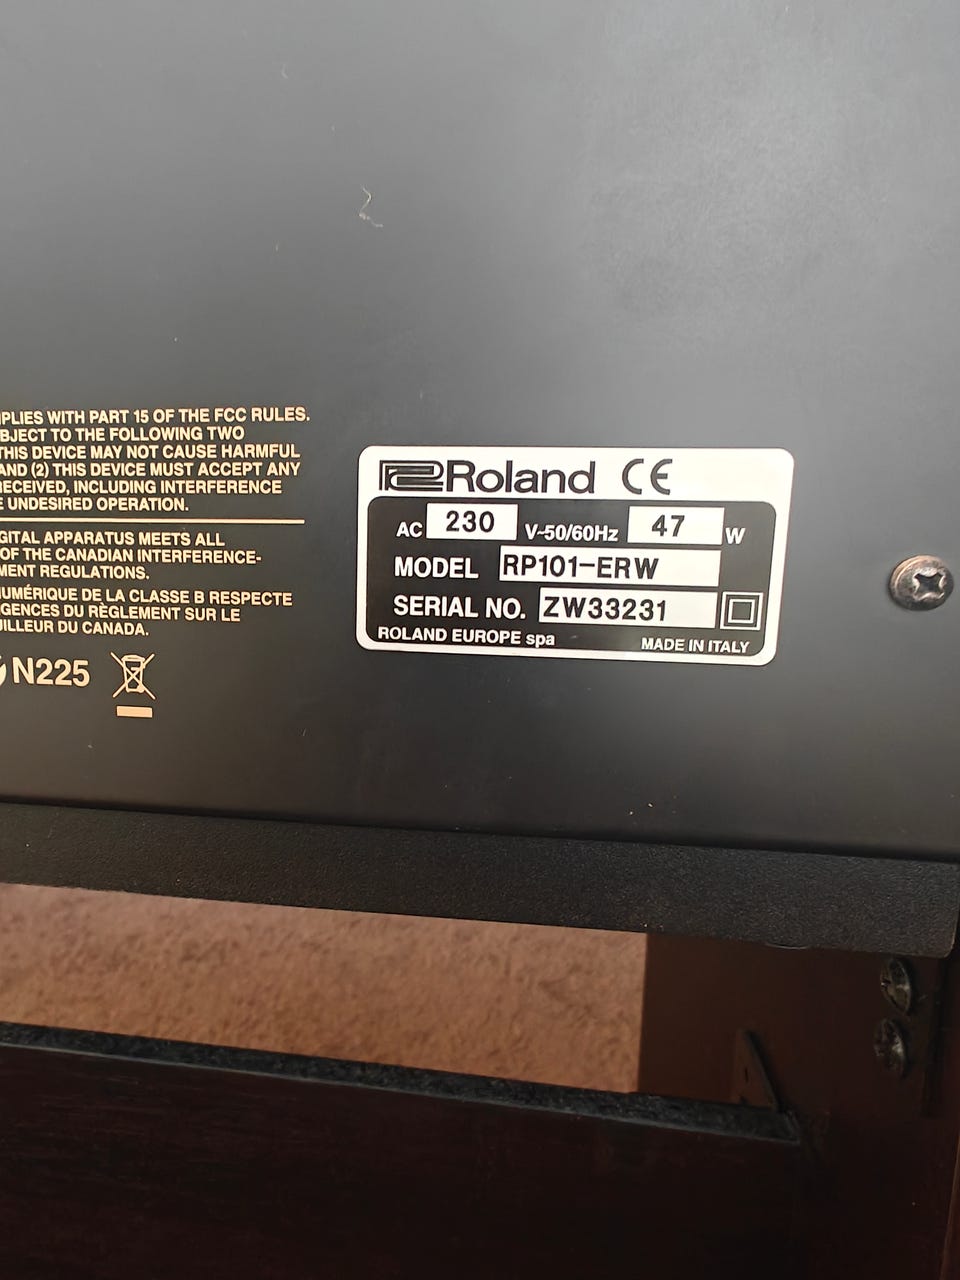 PLIES WITH PART 15 OF THE FCC RULES.
BJECT TO THE FOLLOWING TWO
THIS DEVICE MAY NOT CAUSE HARMFUL
AND (2) THIS DEVICE MUST ACCEPT ANY
RECEIVED, INCLUDING INTERFERENCE
E UNDESIRED OPERATION.
GITAL APPARATUS MEETS ALL
OF THE CANADIAN INTERFERENCE-
MENT REGULATIONS.
NUMÉRIQUE DE LA CLASSE B RESPECTE
GENCES DU RÈGLEMENT SUR LE
UILLEUR DU CANADA.
N225
Roland CE
AC 230 V~50/60Hz 47 W
MODEL RP101-ERW
SERIAL NO. ZW33231
ROLAND EUROPE spa MADE IN ITALY